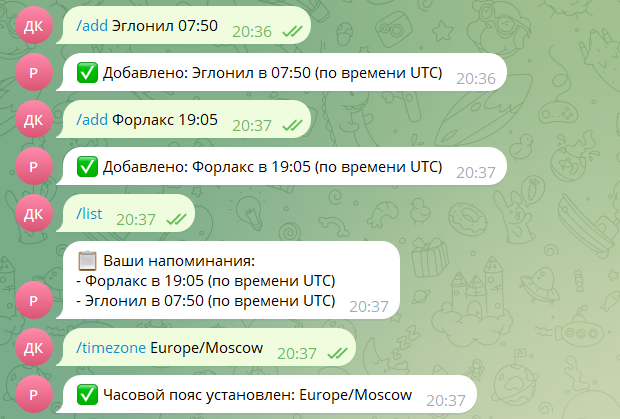 ДК
/add Эглонил 07:50 20:36
Р
✅ Добавлено: Эглонил в 07:50 (по времени UTC) 20:36
ДК
/add Форлакс 19:05 20:37
Р
✅ Добавлено: Форлакс в 19:05 (по времени UTC) 20:37
ДК
/list 20:37
📋 Ваши напоминания:
- Форлакс в 19:05 (по времени UTC)
- Эглонил в 07:50 (по времени UTC) 20:37
Р
ДК
/timezone Europe/Moscow 20:37
Р
✅ Часовой пояс установлен: Europe/Moscow 20:37